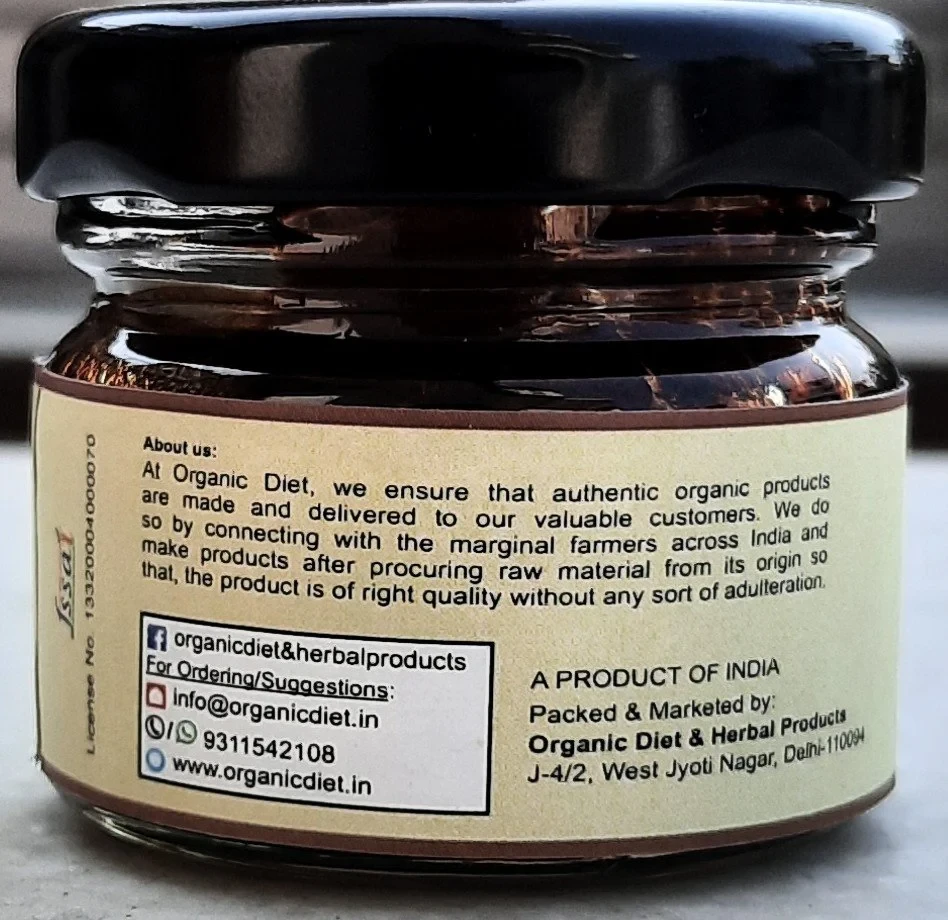 fssai
License No. 13320004000070
About us:
At Organic Diet, we ensure that authentic organic products
are made and delivered to our valuable customers. We do
so by connecting with the marginal farmers across India and
make products after procuring raw material from its origin so
that, the product is of right quality without any sort of adulteration.
organicdiet&herbalproducts
For Ordering/Suggestions:
info@organicdiet.in
/ 9311542108
www.organicdiet.in
A PRODUCT OF INDIA
Packed & Marketed by:
Organic Diet & Herbal Products
J-4/2, West Jyoti Nagar, Delhi-110094